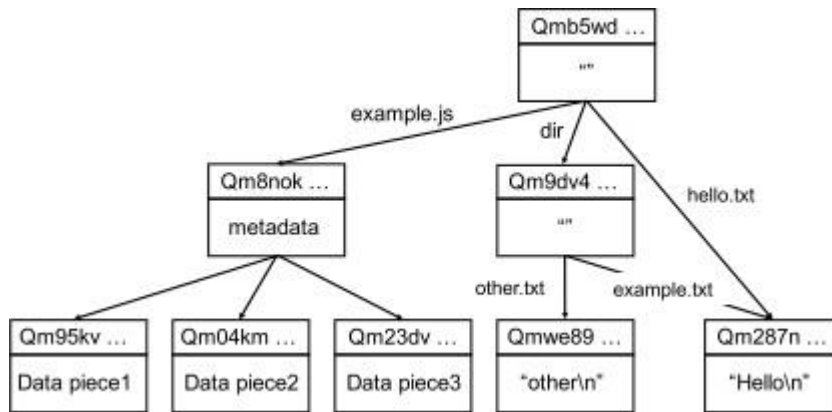 Qmb5wd ...
“”
example.js
dir
hello.txt
Qm8nok ...
metadata
Qm9dv4 ...
“”
other.txt
example.txt
Qm95kv ...
Data piece1
Qm04km ...
Data piece2
Qm23dv ...
Data piece3
Qmwe89 ...
“other\n”
Qm287n ...
“Hello\n”